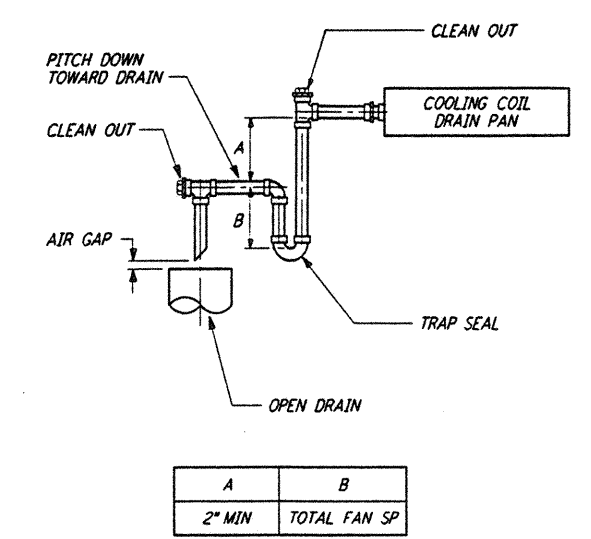 CLEAN OUT
PITCH DOWN
TOWARD DRAIN
COOLING COIL
DRAIN PAN
CLEAN OUT
A
B
AIR GAP
TRAP SEAL
OPEN DRAIN
A B
2" MIN TOTAL FAN SP